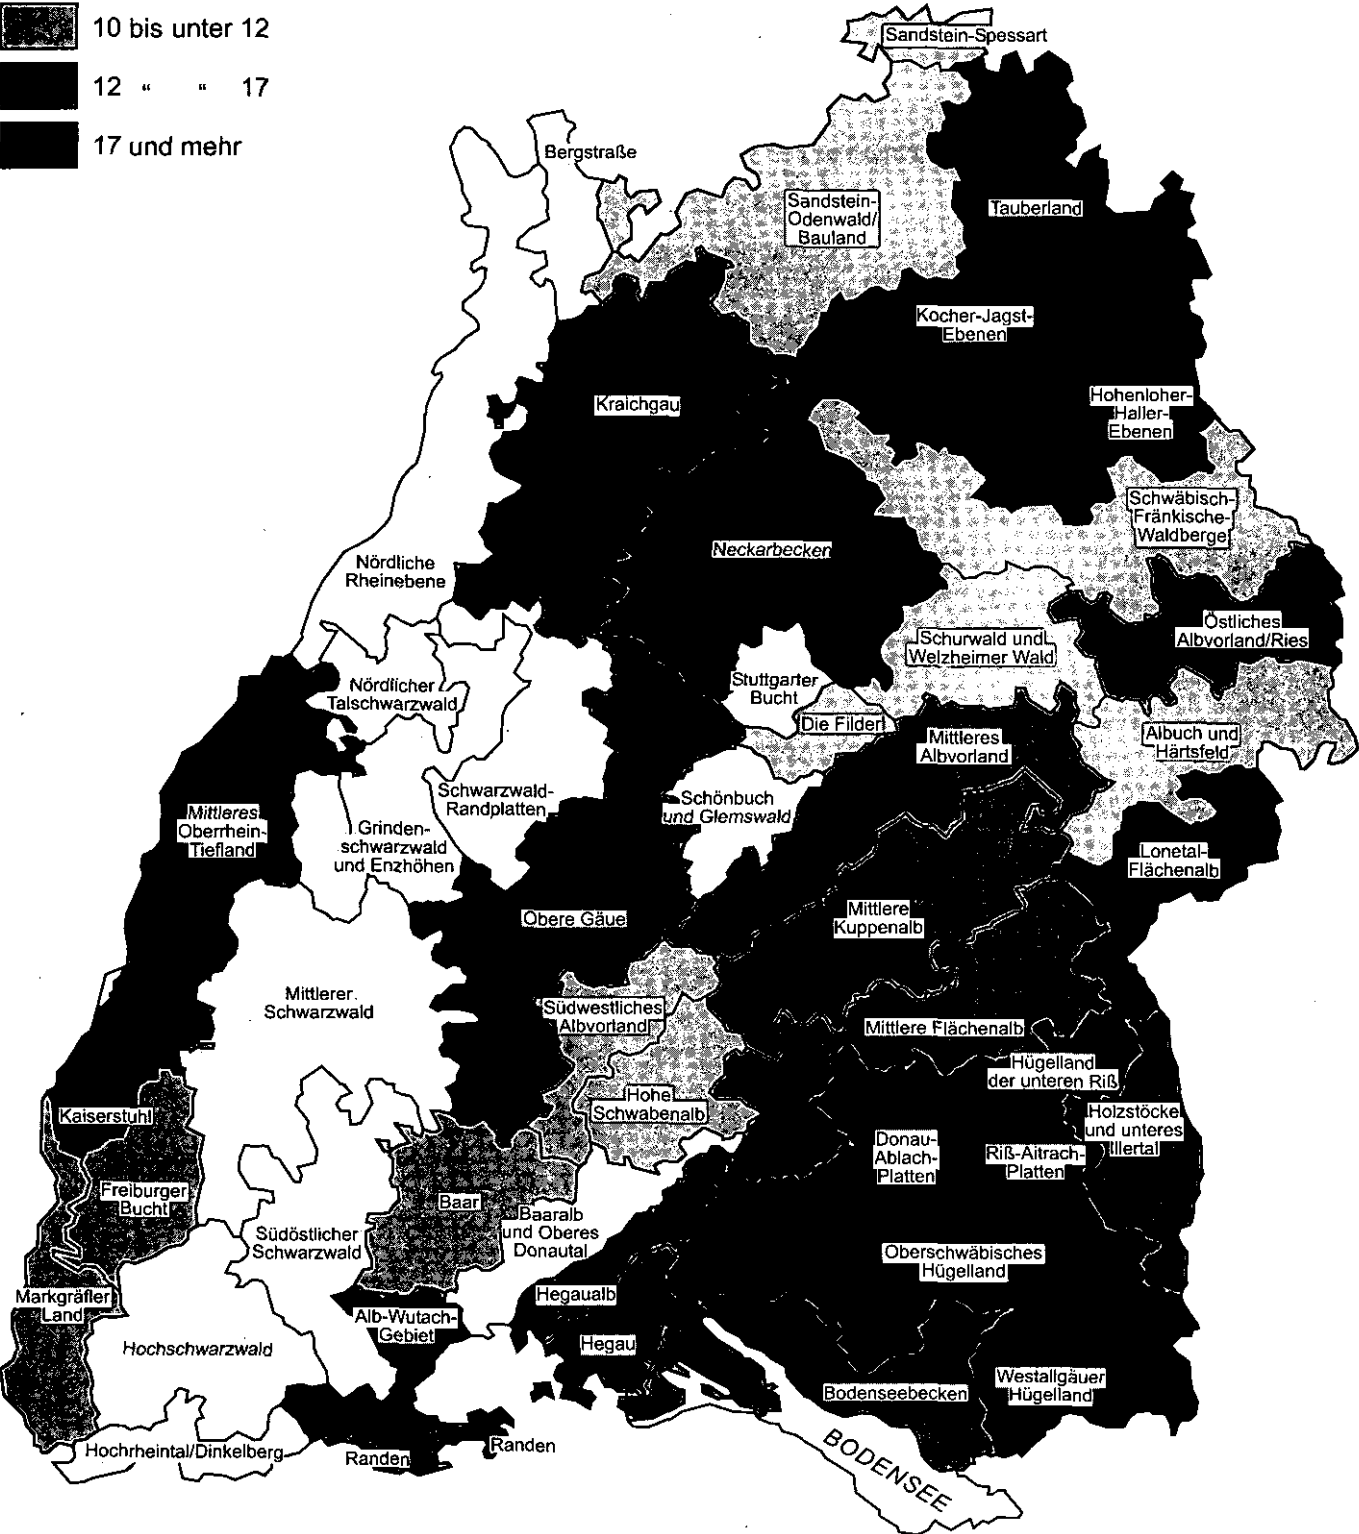 10 bis unter 12
12 “ “ 17
17 und mehr
Sandstein-Spessart
Bergstraße
Sandstein-
Odenwald/
Bauland
Tauberland
Kocher-Jagst-
Ebenen
Kraichgau
Hohenloher-
Haller-
Ebenen
Schwäbisch-
Fränkische-
Waldberge
Neckarbecken
Nördliche
Rheinebene
Östliches
Albvorland/Ries
Schurwald und
Welzheimer Wald
Nördlicher
Talschwarzwald
Stuttgarter
Bucht
Die Filder
Mittleres
Albvorland
Albuch und
Härtsfeld
Schwarzwald-
Randplatten
Schönbuch
und Glemswald
Mittleres
Oberrhein-
Tiefland
Grinden-
schwarzwald
und Enzhöhen
Lonetal-
Flächenalb
Obere Gäue
Mittlere
Kuppenalb
Mittlerer
Schwarzwald
Südwestliches
Albvorland
Mittlere Flächenalb
Hügelland
der unteren Riß
Hohe
Schwabenalb
Kaiserstuhl
Holzstöcke
und unteres
Illertal
Donau-
Ablach-
Platten
Riß-Aitrach-
Platten
Freiburger
Bucht
Baar
Baaralb
und Oberes
Donautal
Südöstlicher
Schwarzwald
Oberschwäbisches
Hügelland
Markgräfler
Land
Hegaualb
Alb-Wutach-
Gebiet
Hegau
Hochschwarzwald
Bodenseebecken
Westallgäuer
Hügelland
Hochrheintal/Dinkelberg
Randen
Randen
BODENSEE